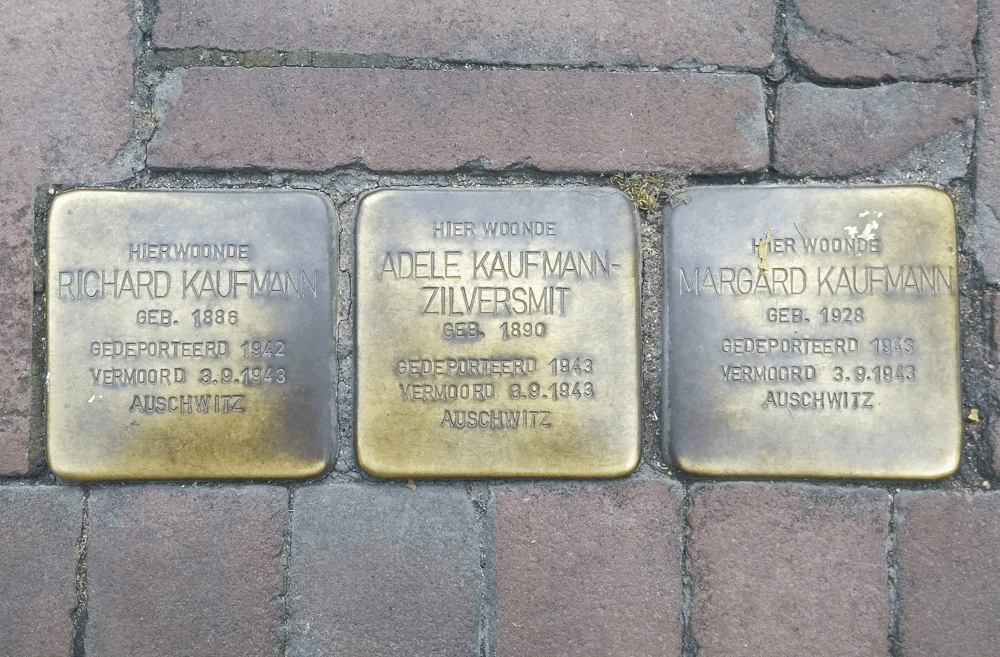 HIER WOONDE
RICHARD KAUFMANN
GEB. 1886
GEDEPORTEERD 1942
VERMOORD 3.9.1943
AUSCHWITZ
HIER WOONDE
ADELE KAUFMANN-
ZILVERSMIT
GEB. 1890
GEDEPORTEERD 1943
VERMOORD 3.9.1943
AUSCHWITZ
HIER WOONDE
MARGARD KAUFMANN
GEB. 1928
GEDEPORTEERD 1943
VERMOORD 3.9.1943
AUSCHWITZ